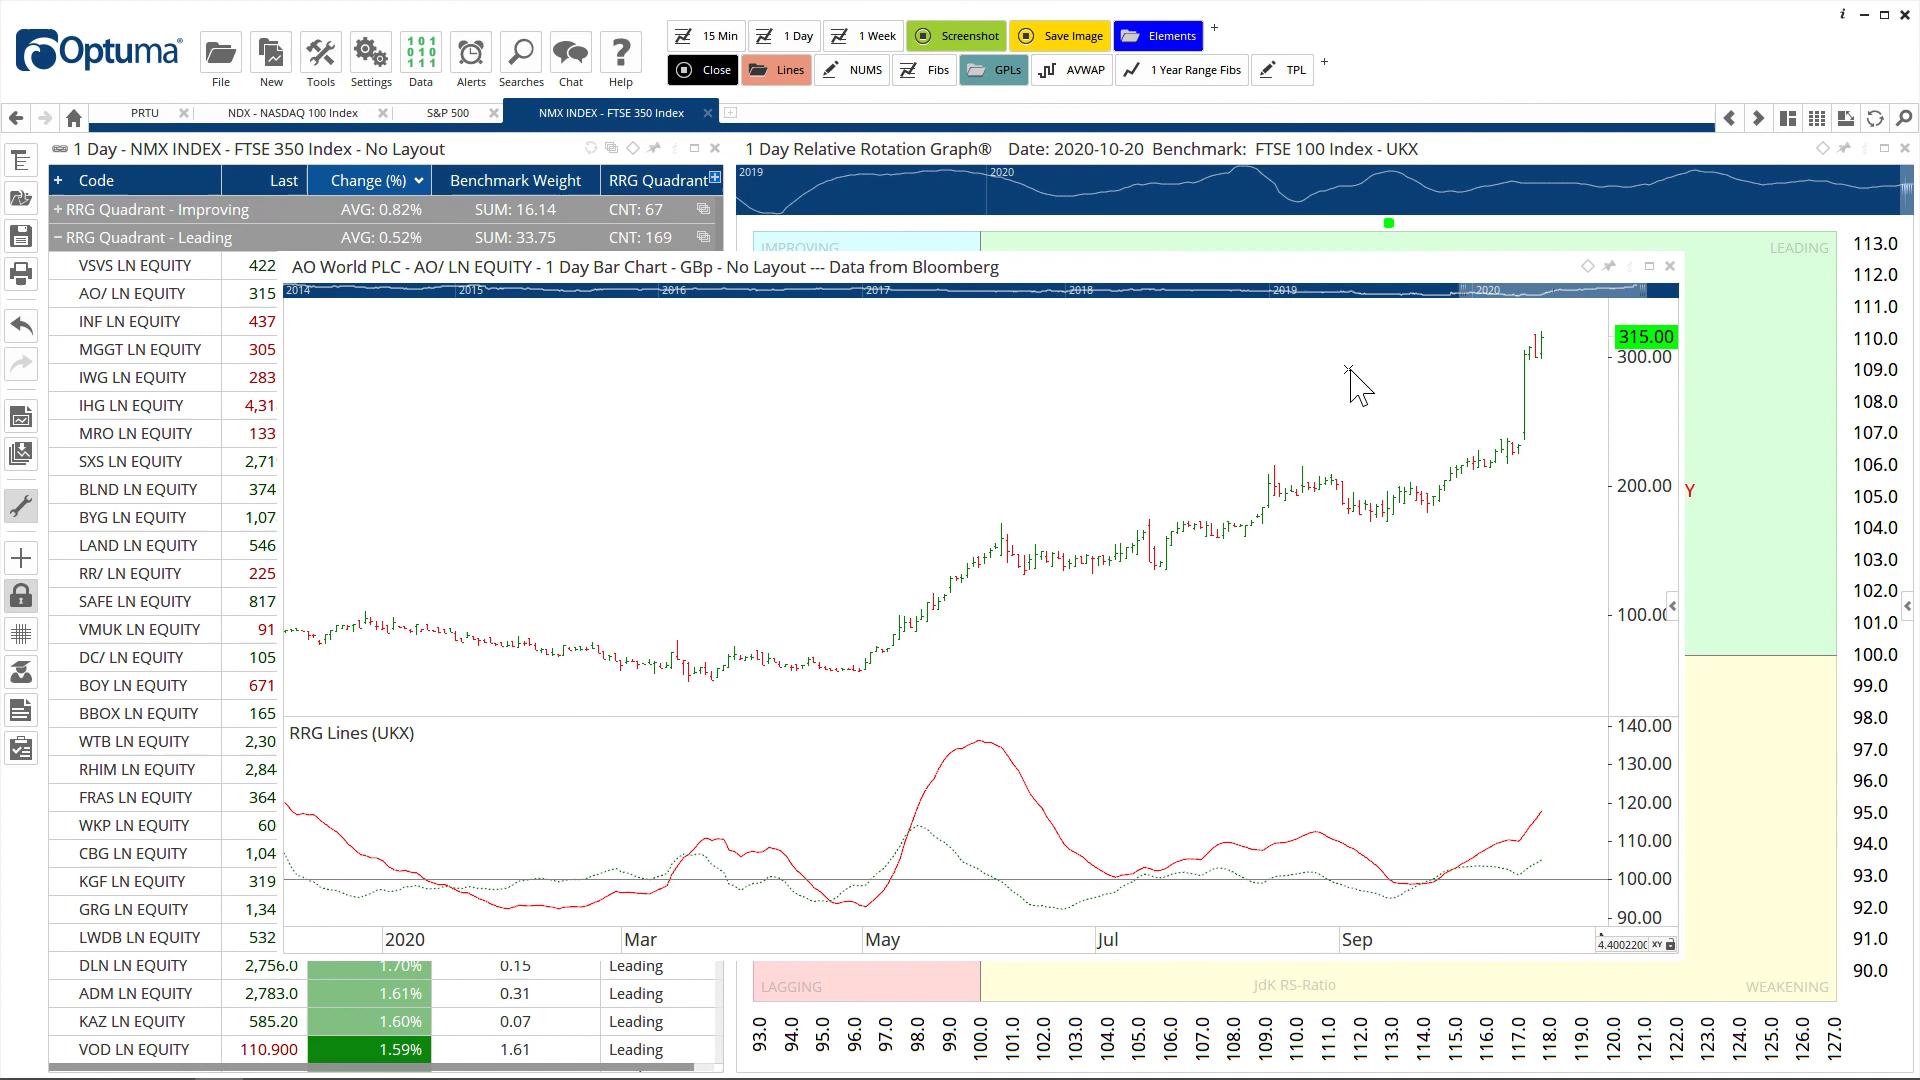 Optuma
File
New
Tools
Settings
Data
Alerts
Searches
Chat
Help
15 Min
1 Day
1 Week
Screenshot
Save Image
Elements
Close
Lines
NUMS
Fibs
GPLs
AVWAP
1 Year Range Fibs
TPL
PRTU
NDX - NASDAQ 100 Index
S&P 500
NMX INDEX - FTSE 350 Index
1 Day - NMX INDEX - FTSE 350 Index - No Layout
+ Code Last Change (%) Benchmark Weight RRG Quadrant
+ RRG Quadrant - Improving AVG: 0.82% SUM: 16.14 CNT: 67
− RRG Quadrant - Leading AVG: 0.52% SUM: 33.75 CNT: 169
VSVS LN EQUITY 422
AO/ LN EQUITY 315
INF LN EQUITY 437
MGGT LN EQUITY 305
IWG LN EQUITY 283
IHG LN EQUITY 4,31
MRO LN EQUITY 133
SXS LN EQUITY 2,71
BLND LN EQUITY 374
BYG LN EQUITY 1,07
LAND LN EQUITY 546
RR/ LN EQUITY 225
SAFE LN EQUITY 817
VMUK LN EQUITY 91
DC/ LN EQUITY 105
BOY LN EQUITY 671
BBOX LN EQUITY 165
WTB LN EQUITY 2,30
RHIM LN EQUITY 2,84
FRAS LN EQUITY 364
WKP LN EQUITY 60
CBG LN EQUITY 1,04
KGF LN EQUITY 319
GRG LN EQUITY 1,34
LWDB LN EQUITY 532
DLN LN EQUITY 2,756.0 1.70% 0.15 Leading
ADM LN EQUITY 2,783.0 1.61% 0.31 Leading
KAZ LN EQUITY 585.20 1.60% 0.07 Leading
VOD LN EQUITY 110.900 1.59% 1.61 Leading
1 Day Relative Rotation Graph® Date: 2020-10-20 Benchmark: FTSE 100 Index - UKX
2019 2020
IMPROVING
LEADING
AO World PLC - AO/ LN EQUITY - 1 Day Bar Chart - GBp - No Layout --- Data from Bloomberg
2014 2015 2016 2017 2018 2019 2020
315.00
300.00
200.00
100.00
Y
RRG Lines (UKX)
140.00
130.00
120.00
110.00
100.00
90.00
2020 Mar May Jul Sep
4.4002200 XY
LAGGING
JdK RS-Ratio
WEAKENING
113.0
112.0
111.0
110.0
109.0
108.0
107.0
106.0
105.0
104.0
103.0
102.0
101.0
100.0
99.0
98.0
97.0
96.0
95.0
94.0
93.0
92.0
91.0
90.0
93.0 94.0 95.0 96.0 97.0 98.0 99.0 100.0 101.0 102.0 103.0 104.0 105.0 106.0 107.0 108.0 109.0 110.0 111.0 112.0 113.0 114.0 115.0 116.0 117.0 118.0 119.0 120.0 121.0 122.0 123.0 124.0 125.0 126.0 127.0